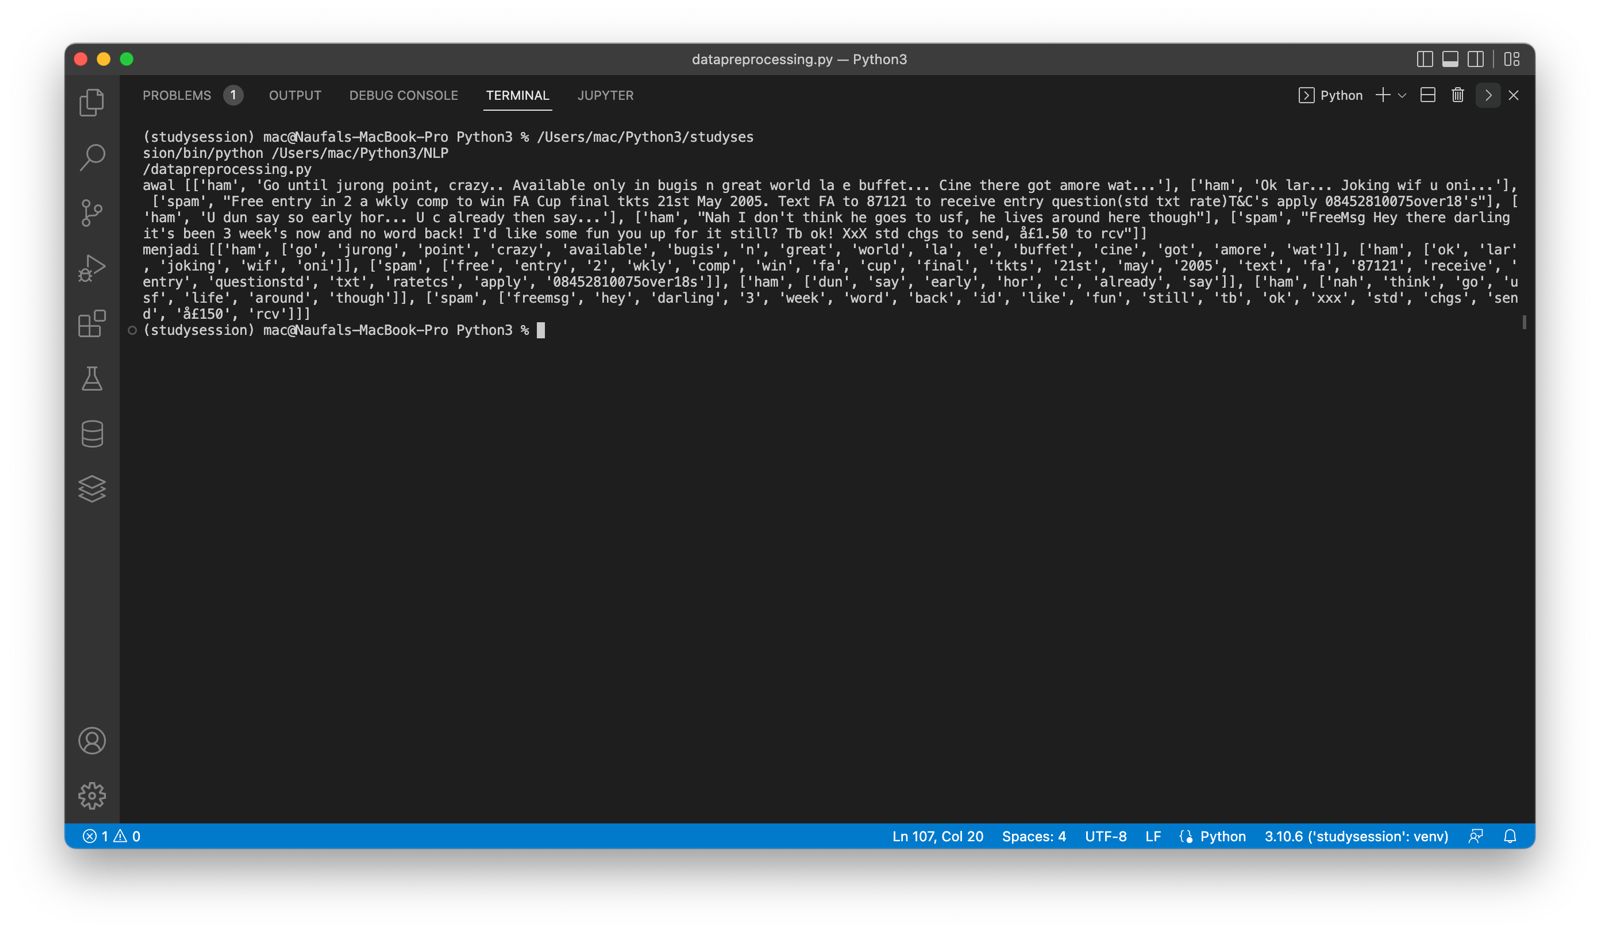 datapreprocessing.py — Python3
PROBLEMS 1 OUTPUT DEBUG CONSOLE TERMINAL JUPYTER Python
(studysession) mac@Naufals-MacBook-Pro Python3 % /Users/mac/Python3/studyses
sion/bin/python /Users/mac/Python3/NLP
/datapreprocessing.py
awal [['ham', 'Go until jurong point, crazy.. Available only in bugis n great world la e buffet... Cine there got amore wat...'], ['ham', 'Ok lar... Joking wif u oni...'],
['spam', "Free entry in 2 a wkly comp to win FA Cup final tkts 21st May 2005. Text FA to 87121 to receive entry question(std txt rate)T&C's apply 08452810075over18's"], [
'ham', 'U dun say so early hor... U c already then say...'], ['ham', "Nah I don't think he goes to usf, he lives around here though"], ['spam', "FreeMsg Hey there darling
it's been 3 week's now and no word back! I'd like some fun you up for it still? Tb ok! XxX std chgs to send, å£1.50 to rcv"]]
menjadi [['ham', ['go', 'jurong', 'point', 'crazy', 'available', 'bugis', 'n', 'great', 'world', 'la', 'e', 'buffet', 'cine', 'got', 'amore', 'wat']], ['ham', ['ok', 'lar'
, 'joking', 'wif', 'oni']], ['spam', ['free', 'entry', '2', 'wkly', 'comp', 'win', 'fa', 'cup', 'final', 'tkts', '21st', 'may', '2005', 'text', 'fa', '87121', 'receive', '
entry', 'questionstd', 'txt', 'ratetcs', 'apply', '08452810075over18s']], ['ham', ['dun', 'say', 'early', 'hor', 'c', 'already', 'say']], ['ham', ['nah', 'think', 'go', 'u
sf', 'life', 'around', 'though']], ['spam', ['freemsg', 'hey', 'darling', '3', 'week', 'word', 'back', 'id', 'like', 'fun', 'still', 'tb', 'ok', 'xxx', 'std', 'chgs', 'sen
d', 'å£150', 'rcv']]]
(studysession) mac@Naufals-MacBook-Pro Python3 %
1 0 Ln 107, Col 20 Spaces: 4 UTF-8 LF Python 3.10.6 ('studysession': venv)